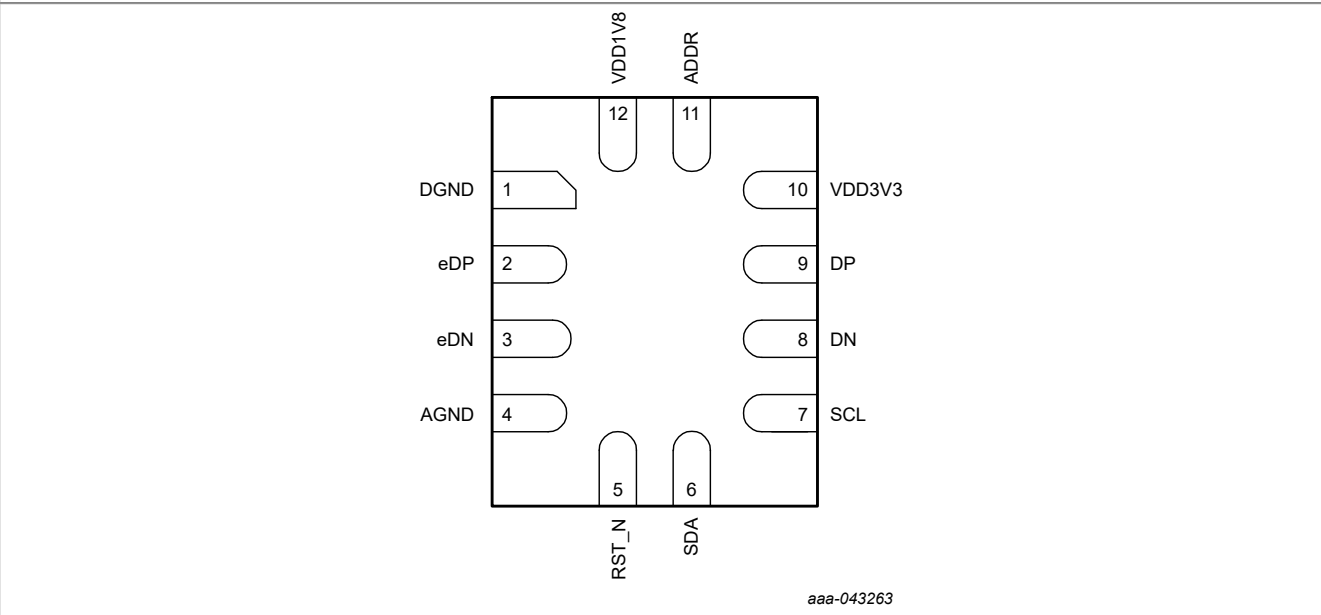 VDD1V8
ADDR
12
11
DGND
1
10
VDD3V3
eDP
2
9
DP
eDN
3
8
DN
AGND
4
7
SCL
5
6
RST_N
SDA
aaa-043263